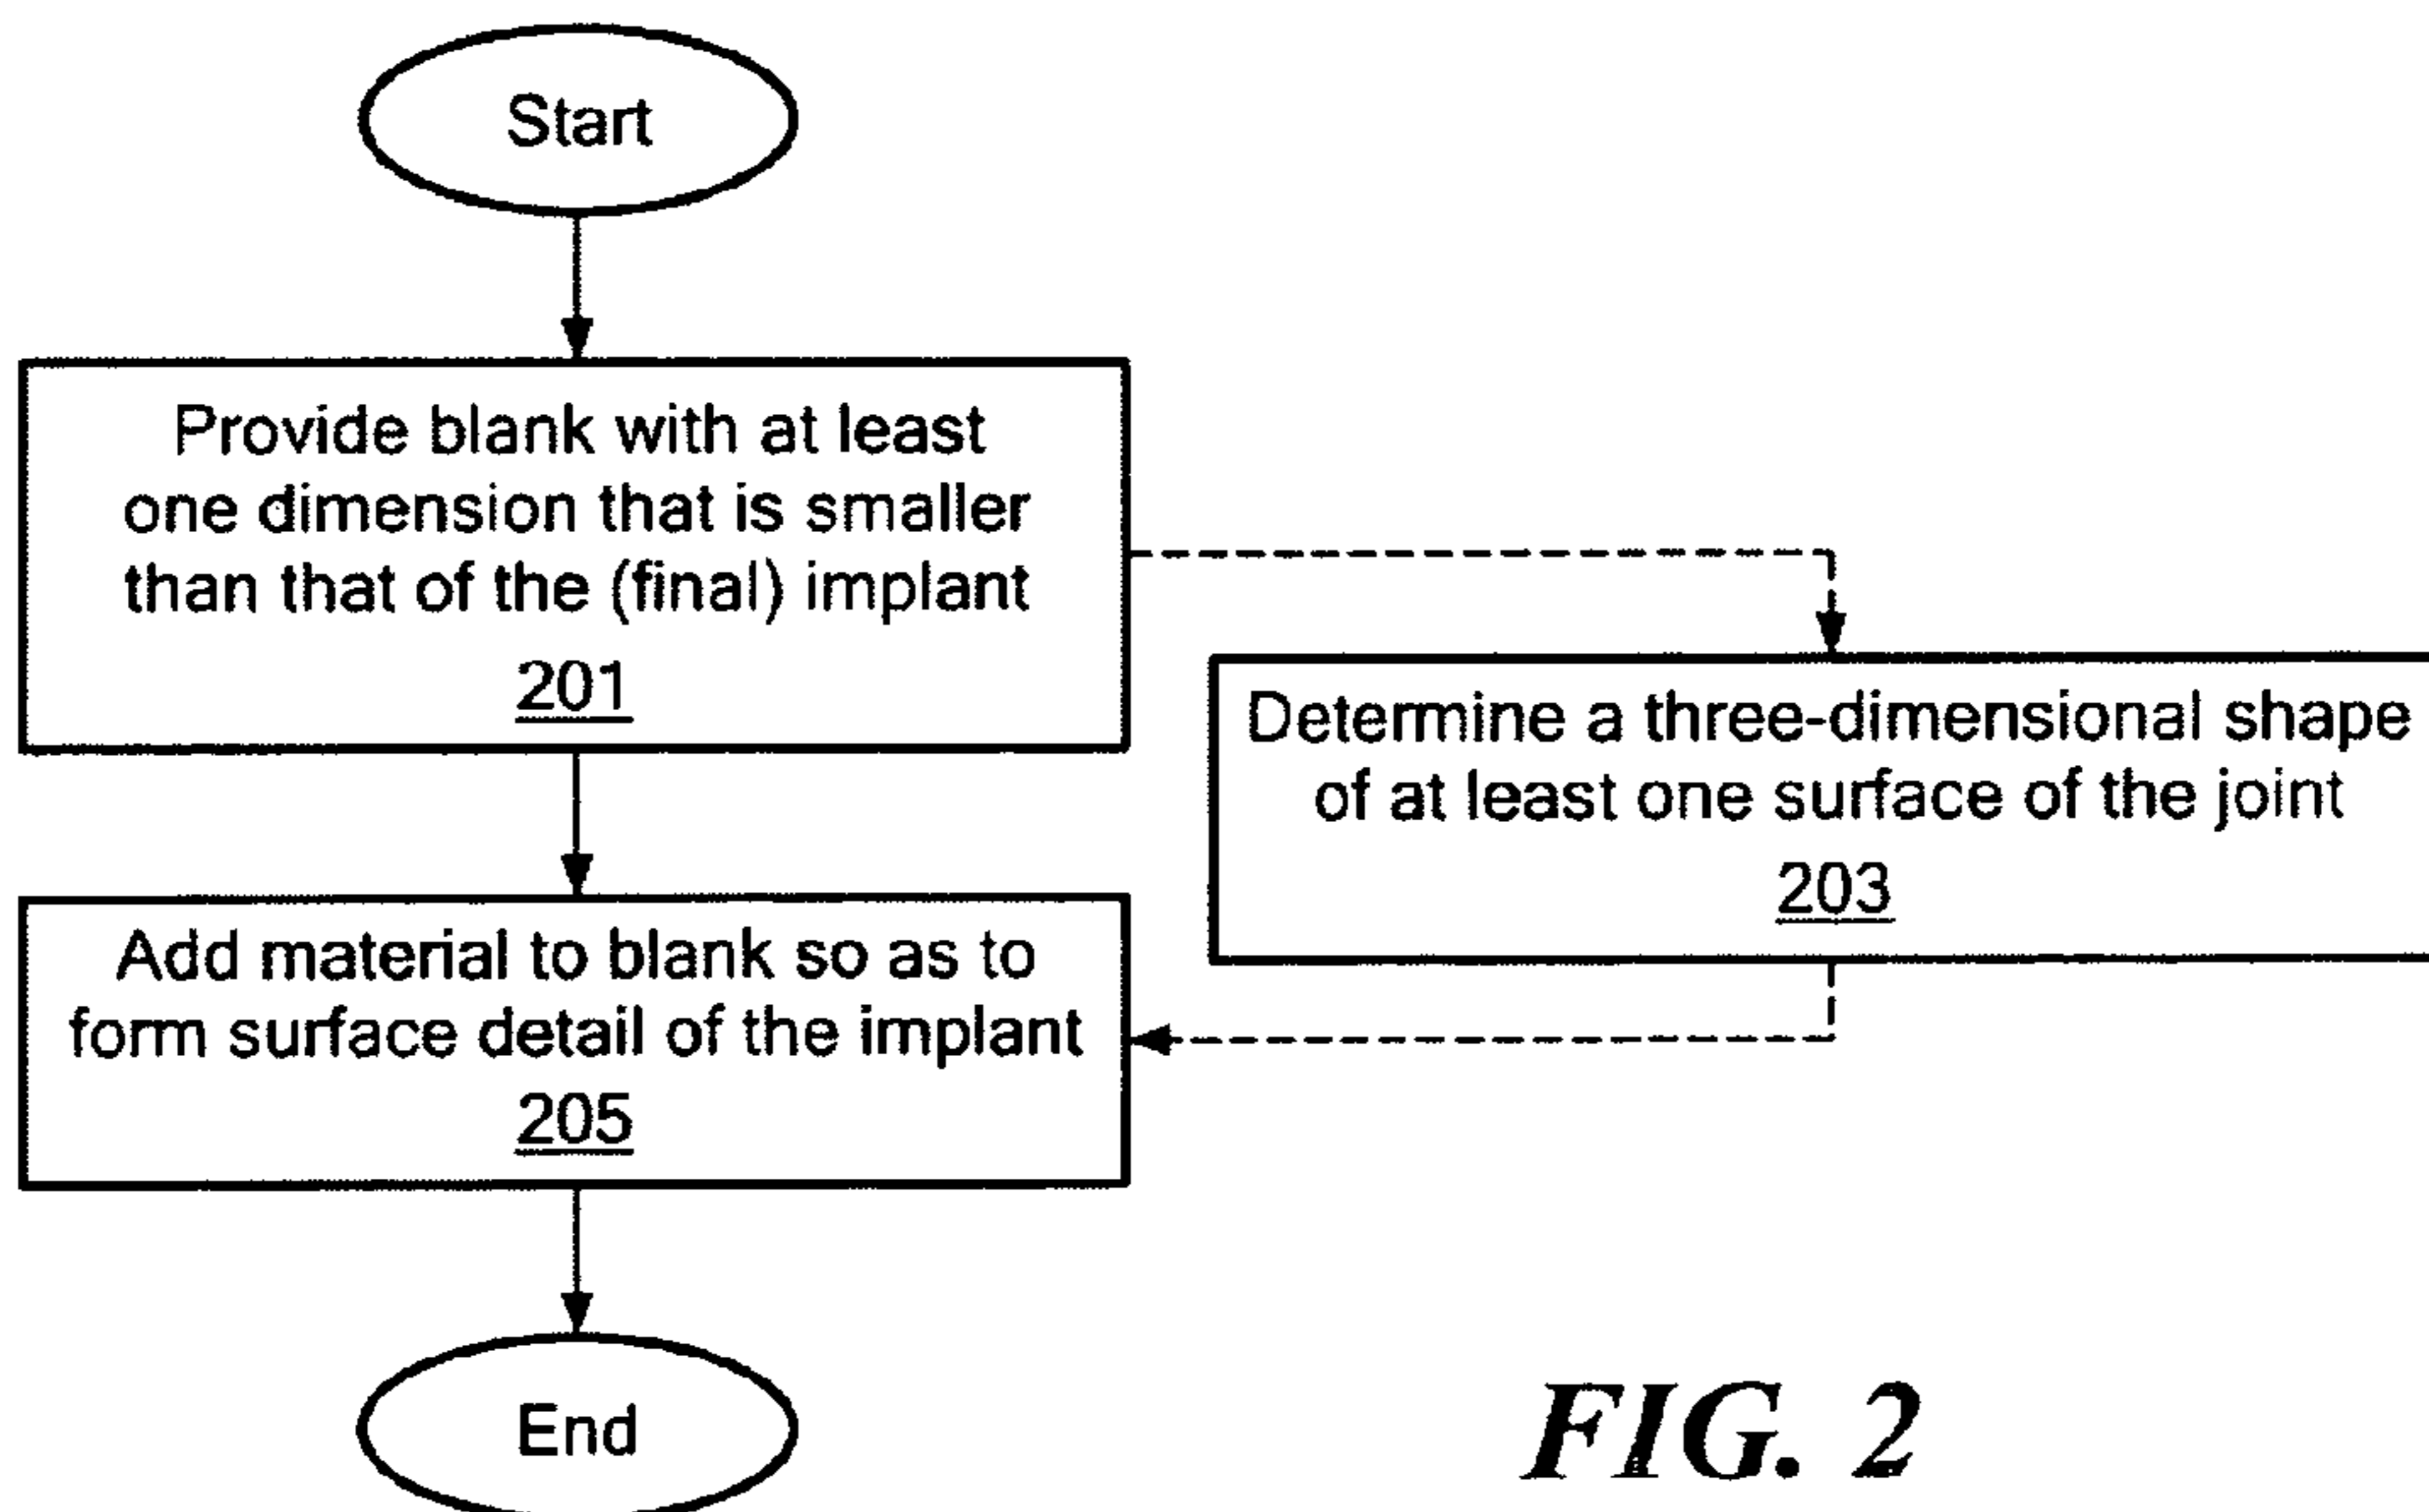 Start
Provide blank with at least
one dimension that is smaller
than that of the (final) implant
201
Determine a three-dimensional shape
of at least one surface of the joint
203
Add material to blank so as to
form surface detail of the implant
205
End
FIG. 2